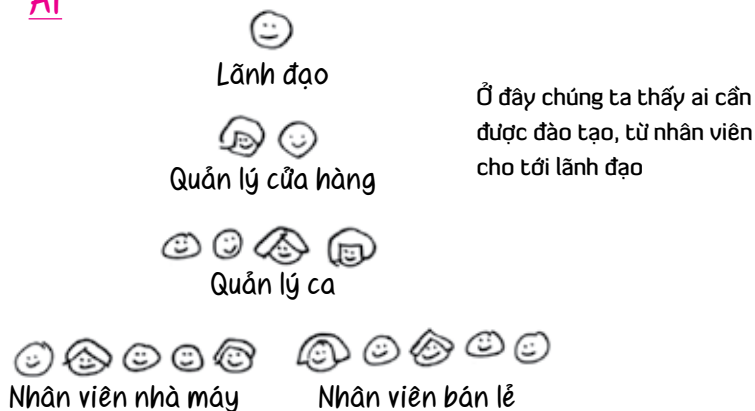 AI
Lãnh đạo
Ở đây chúng ta thấy ai cần
được đào tạo, từ nhân viên
cho tới lãnh đạo
Quản lý cửa hàng
Quản lý ca
Nhân viên nhà máy
Nhân viên bán lẻ